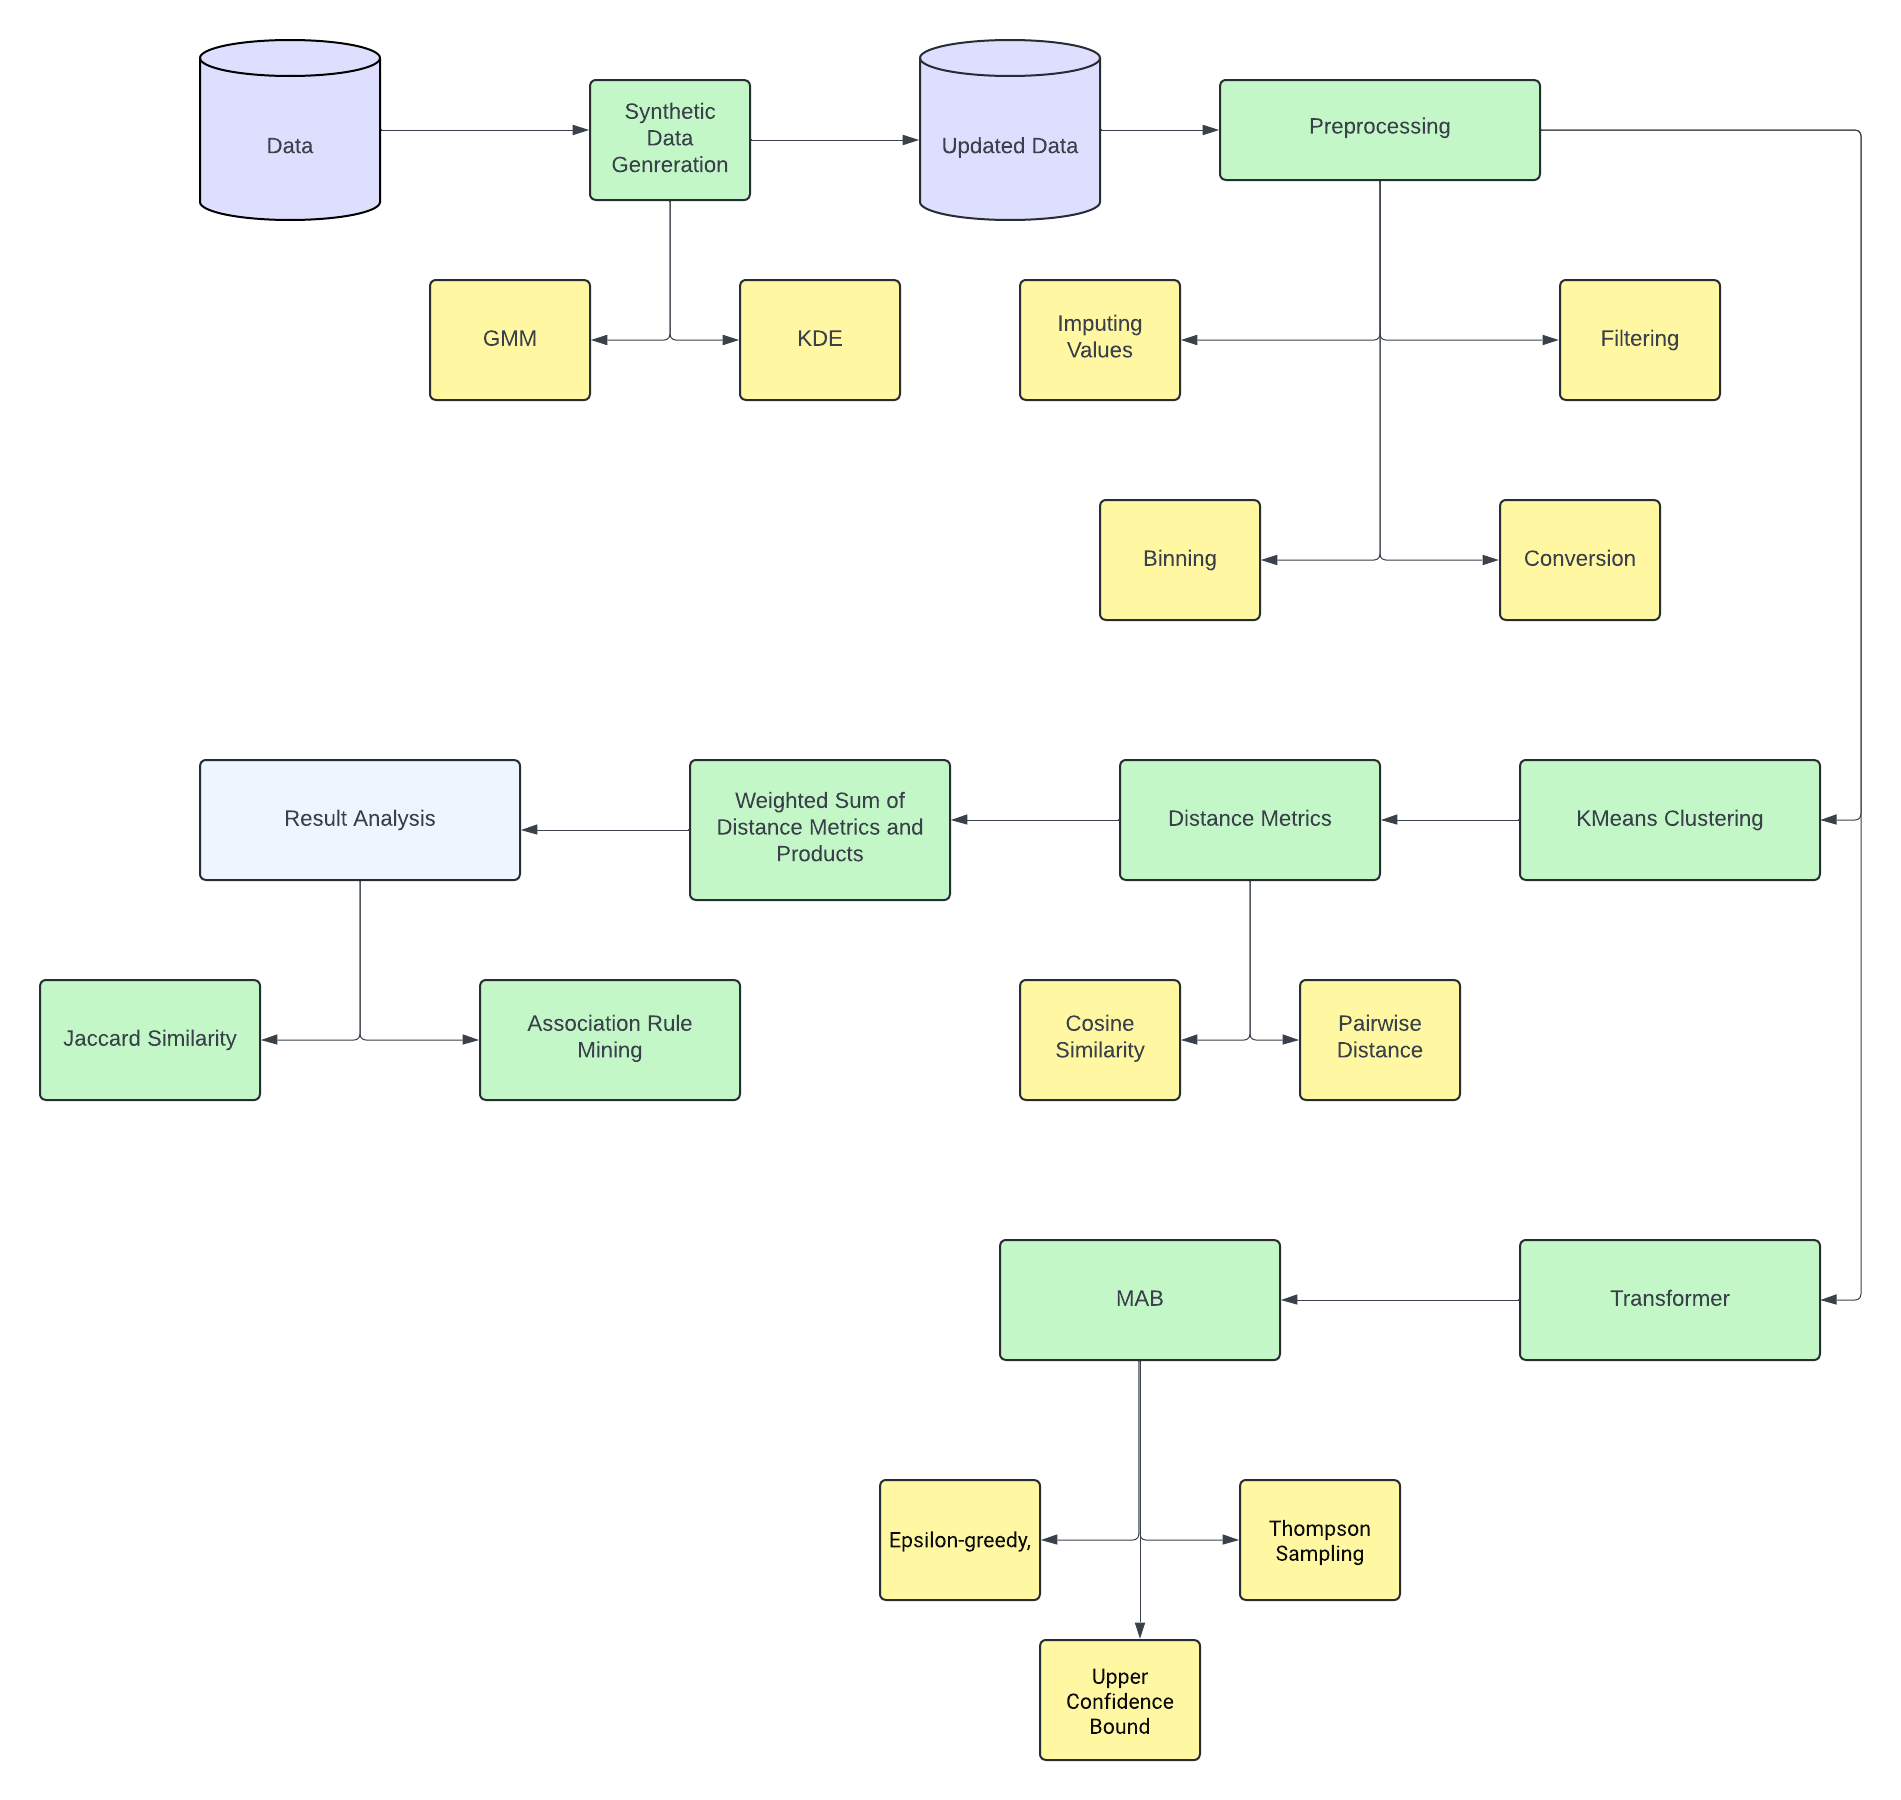 Data
Synthetic
Data
Genreration
Updated Data
Preprocessing
GMM
KDE
Imputing
Values
Filtering
Binning
Conversion
Result Analysis
Weighted Sum of
Distance Metrics and
Products
Distance Metrics
KMeans Clustering
Jaccard Similarity
Association Rule
Mining
Cosine
Similarity
Pairwise
Distance
MAB
Transformer
Epsilon-greedy,
Thompson
Sampling
Upper
Confidence
Bound